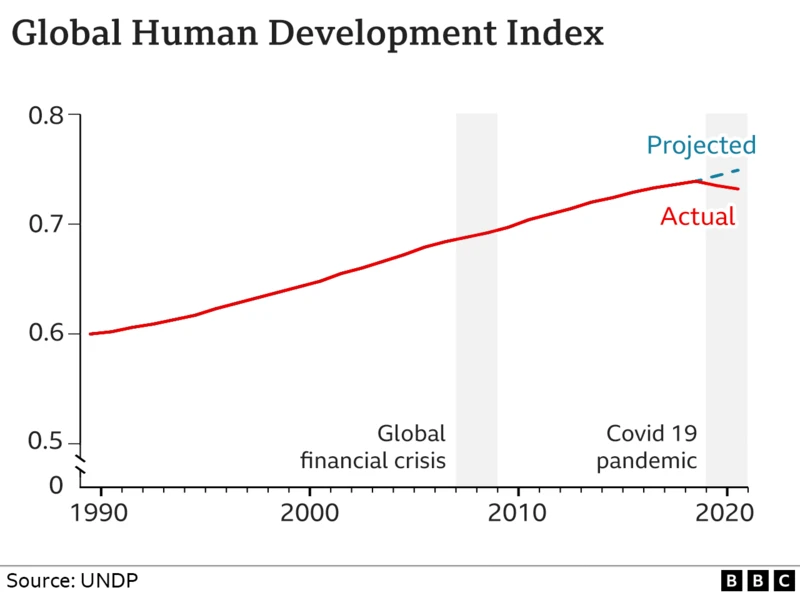 Global Human Development Index
0.8
Projected
0.7
Actual
0.6
0.5
Global
financial crisis
Covid 19
pandemic
0
1990 2000 2010 2020
Source: UNDP
BBC